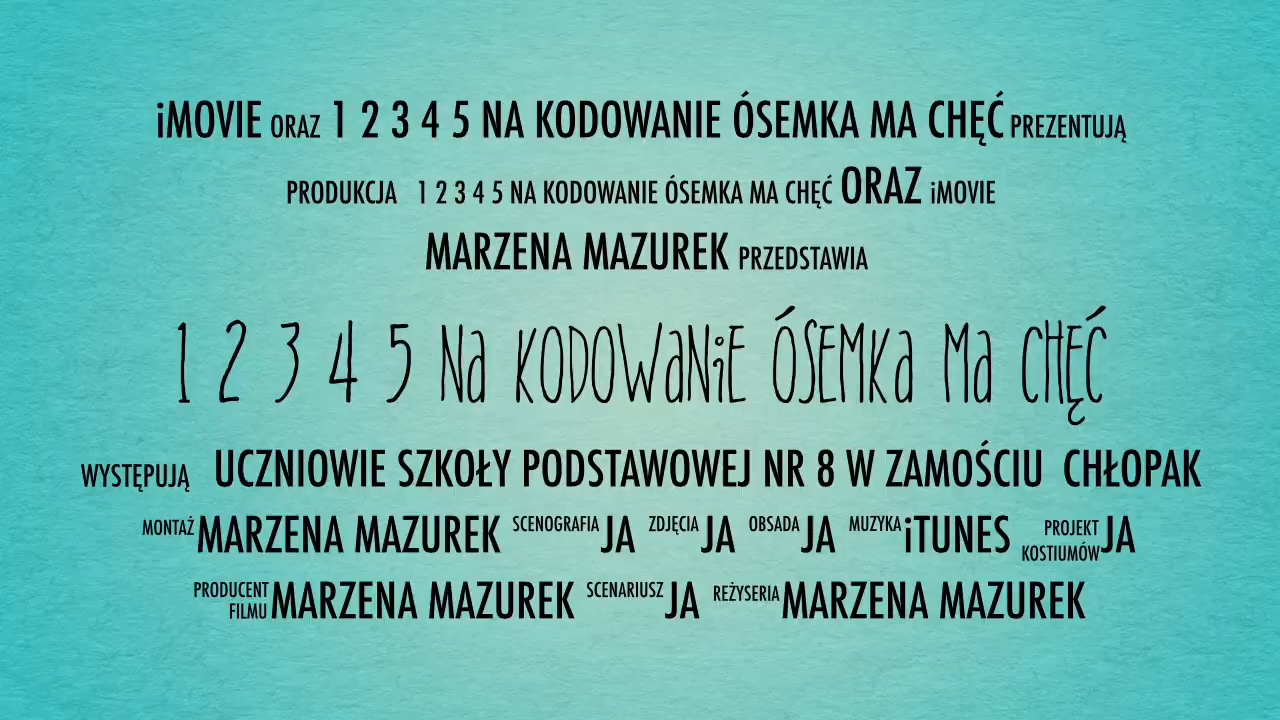 iMOVIE ORAZ 1 2 3 4 5 NA KODOWANIE ÓSEMKA MA CHĘĆ PREZENTUJĄ
PRODUKCJA 1 2 3 4 5 NA KODOWANIE ÓSEMKA MA CHĘĆ ORAZ iMOVIE
MARZENA MAZUREK PRZEDSTAWIA
1 2 3 4 5 Na KODOWaNiE ÓSEMKa Ma CHĘĆ
WYSTĘPUJĄ UCZNIOWIE SZKOŁY PODSTAWOWEJ NR 8 W ZAMOŚCIU CHŁOPAK
MONTAŻ MARZENA MAZUREK SCENOGRAFIA JA ZDJĘCIA JA OBSADA JA MUZYKA iTUNES PROJEKT KOSTIUMÓW JA
PRODUCENT FILMU MARZENA MAZUREK SCENARIUSZ JA REŻYSERIA MARZENA MAZUREK